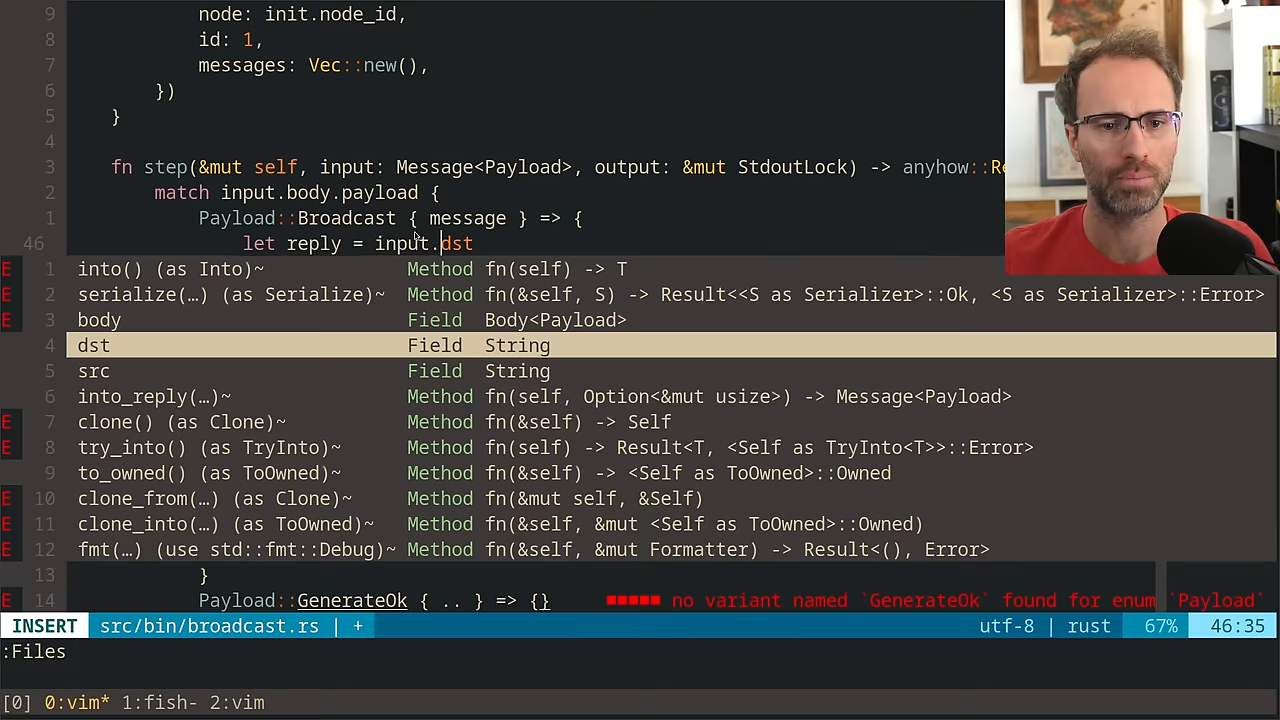 9 node: init.node_id,
8 id: 1,
7 messages: Vec::new(),
6 })
5 }
4
3 fn step(&mut self, input: Message<Payload>, output: &mut StdoutLock) -> anyhow::Re
2 match input.body.payload {
1 Payload::Broadcast { message } => {
46 let reply = input.dst
E 1 into() (as Into)~ Method fn(self) -> T
E 2 serialize(…) (as Serialize)~ Method fn(&self, S) -> Result<<S as Serializer>::Ok, <S as Serializer>::Error>
E 3 body Field Body<Payload>
4 dst Field String
5 src Field String
6 into_reply(…)~ Method fn(self, Option<&mut usize>) -> Message<Payload>
E 7 clone() (as Clone)~ Method fn(&self) -> Self
E 8 try_into() (as TryInto)~ Method fn(self) -> Result<T, <Self as TryInto<T>>::Error>
9 to_owned() (as ToOwned)~ Method fn(&self) -> <Self as ToOwned>::Owned
E 10 clone_from(…) (as Clone)~ Method fn(&mut self, &Self)
E 11 clone_into(…) (as ToOwned)~ Method fn(&self, &mut <Self as ToOwned>::Owned)
E 12 fmt(…) (use std::fmt::Debug)~ Method fn(&self, &mut Formatter) -> Result<(), Error>
13 }
E 14 Payload::GenerateOk { .. } => {} ■■■■■ no variant named `GenerateOk` found for enum `Payload`
INSERT src/bin/broadcast.rs | + utf-8 | rust 67% 46:35
:Files
[0] 0:vim* 1:fish- 2:vim